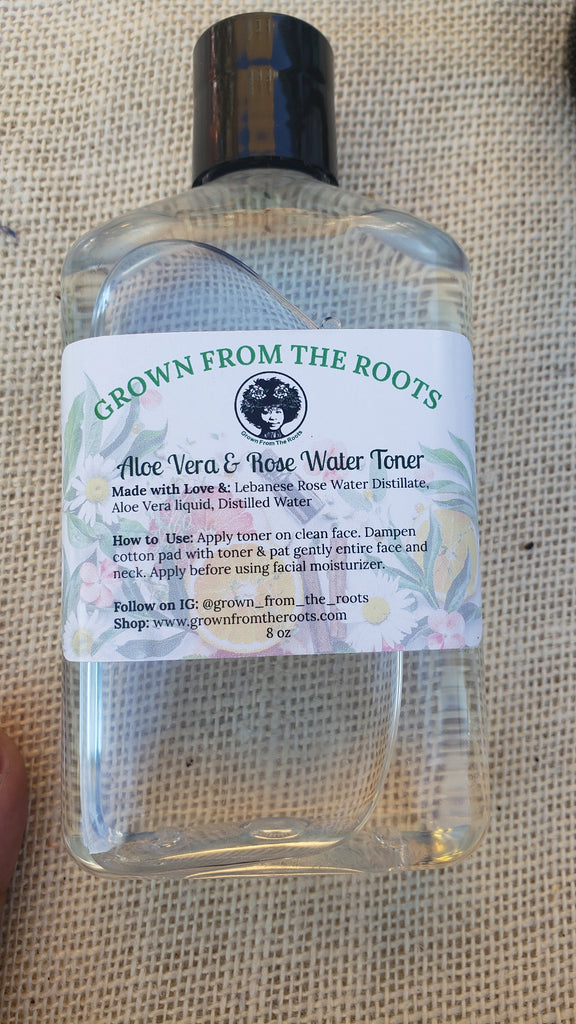 GROWN FROM THE ROOTS
Grown From The Roots
Aloe Vera & Rose Water Toner
Made with Love &: Lebanese Rose Water Distillate,
Aloe Vera liquid, Distilled Water
How to Use: Apply toner on clean face. Dampen
cotton pad with toner & pat gently entire face and
neck. Apply before using facial moisturizer.
Follow on IG: @grown_from_the_roots
Shop: www.grownfromtheroots.com
8 oz